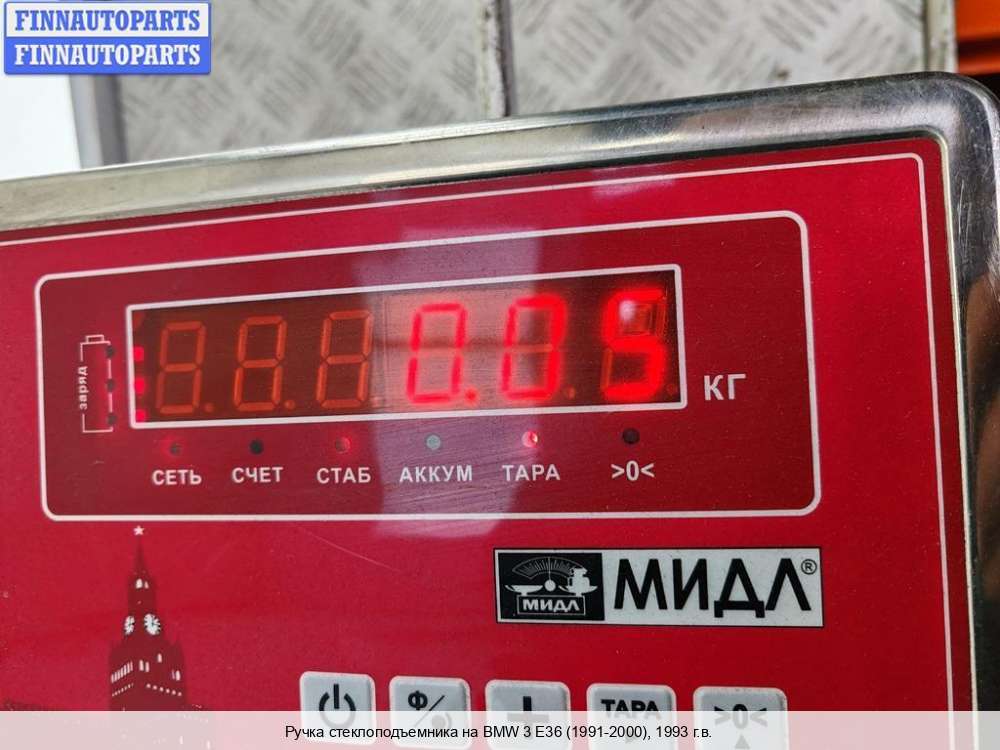 FINNAUTOPARTS
FINNAUTOPARTS
заряд
0.05 КГ
СЕТЬ СЧЕТ СТАБ АККУМ ТАРА >0<
МИДЛ МИДЛ®
Ф ТАРА >0<
Ручка стеклоподъемника на BMW 3 E36 (1991-2000), 1993 г.в.